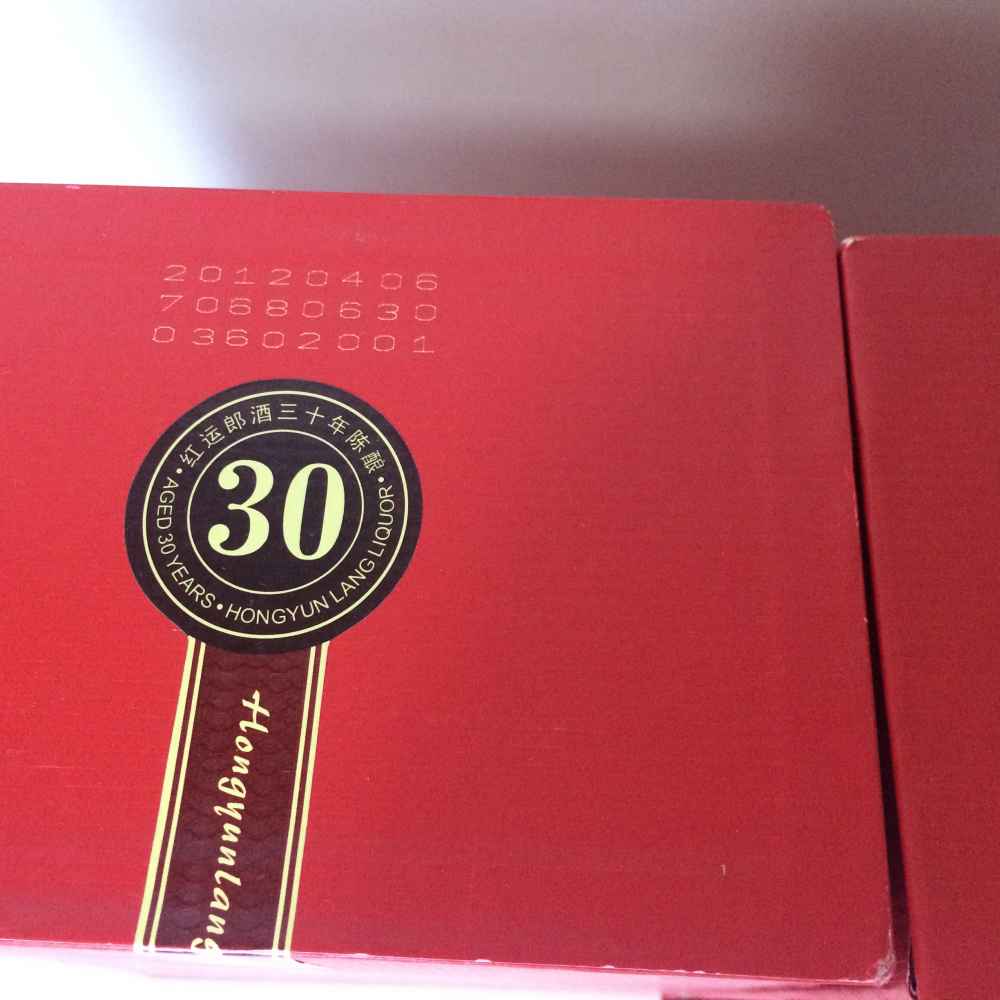 20120406
70680630
03602001
红运郎酒三十年陈酿
30
AGED 30 YEARS • HONGYUN LANG LIQUOR
Hongyunlang